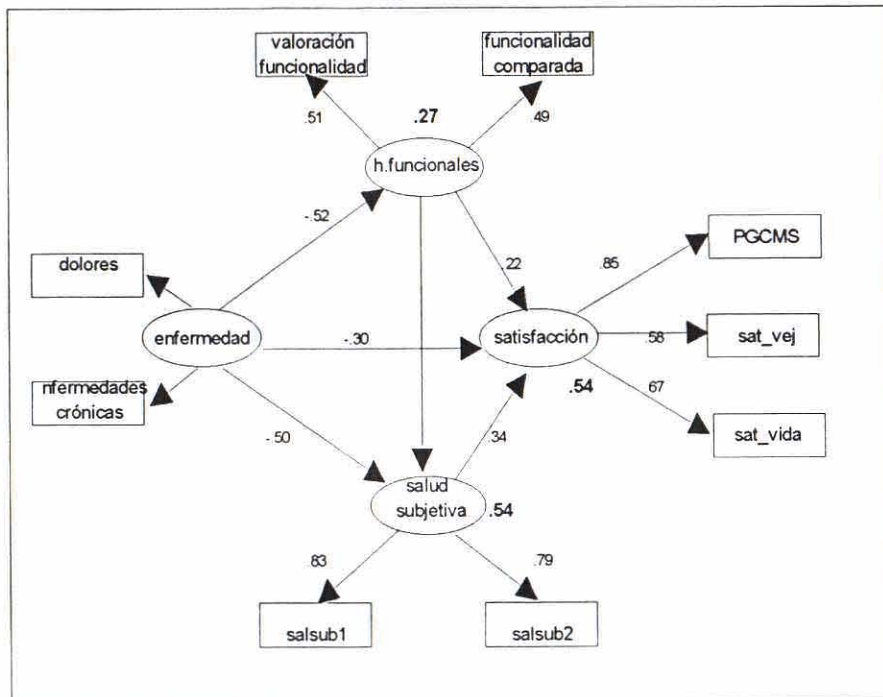 valoración
funcionalidad
funcionalidad
comparada
.51
.27
.49
h.funcionales
-.52
PGCMS
dolores
.22
.85
enfermedad
-.30
satisfacción
.58
sat_vej
nfermedades
crónicas
.54
67
sat_vida
-.50
.34
salud
subjetiva
.54
83
.79
salsub1
salsub2